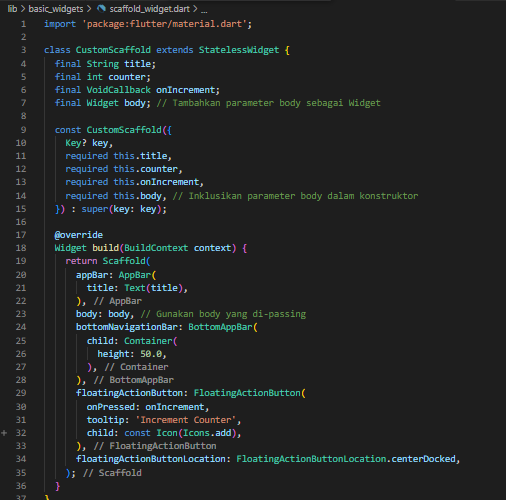 lib > basic_widgets > scaffold_widget.dart > ...
1 import 'package:flutter/material.dart';
2
3 class CustomScaffold extends StatelessWidget {
4 final String title;
5 final int counter;
6 final VoidCallback onIncrement;
7 final Widget body; // Tambahkan parameter body sebagai Widget
8
9 const CustomScaffold({
10 Key? key,
11 required this.title,
12 required this.counter,
13 required this.onIncrement,
14 required this.body, // Inklusikan parameter body dalam konstruktor
15 }) : super(key: key);
16
17 @override
18 Widget build(BuildContext context) {
19 return Scaffold(
20 appBar: AppBar(
21 title: Text(title),
22 ), // AppBar
23 body: body, // Gunakan body yang di-passing
24 bottomNavigationBar: BottomAppBar(
25 child: Container(
26 height: 50.0,
27 ), // Container
28 ), // BottomAppBar
29 floatingActionButton: FloatingActionButton(
30 onPressed: onIncrement,
31 tooltip: 'Increment Counter',
32 child: const Icon(Icons.add),
33 ), // FloatingActionButton
34 floatingActionButtonLocation: FloatingActionButtonLocation.centerDocked,
35 ); // Scaffold
36 }
37 }